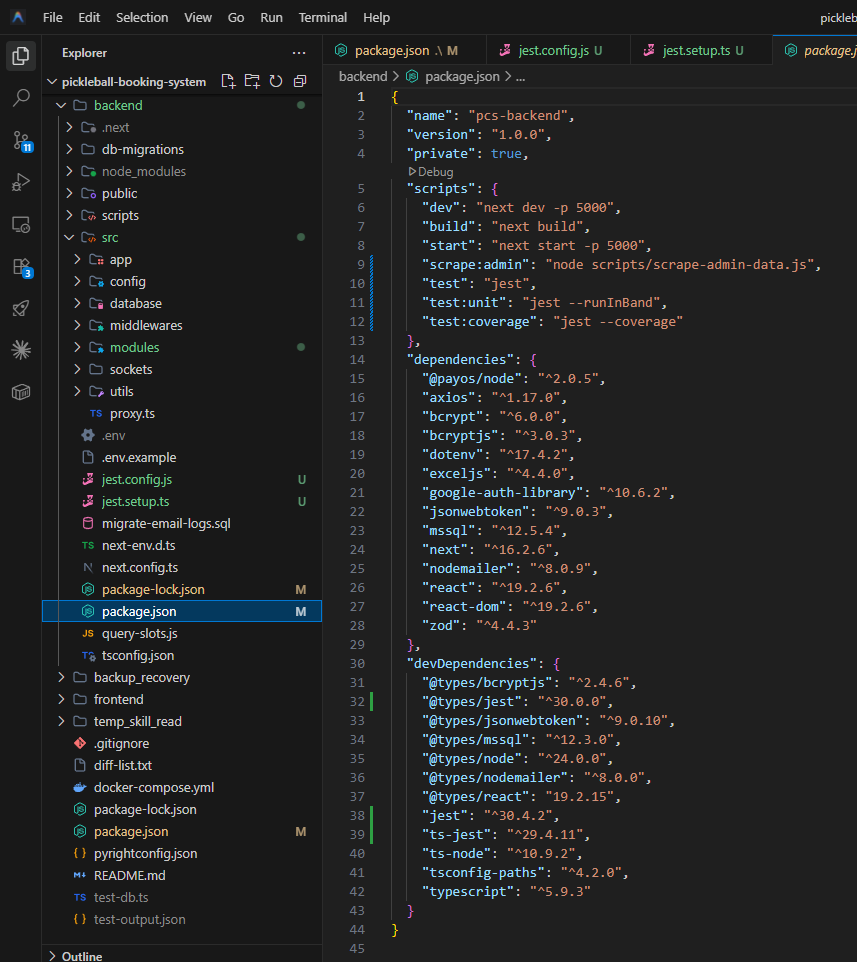 File Edit Selection View Go Run Terminal Help pickleb
Explorer ...
pickleball-booking-system
backend
.next
db-migrations
node_modules
public
scripts
src
app
config
database
middlewares
modules
sockets
utils
TS proxy.ts
.env
.env.example
jest.config.js U
jest.setup.ts U
migrate-email-logs.sql
TS next-env.d.ts
N next.config.ts
package-lock.json M
package.json M
JS query-slots.js
TS tsconfig.json
backup_recovery
frontend
temp_skill_read
.gitignore
diff-list.txt
docker-compose.yml
package-lock.json
package.json M
{ } pyrightconfig.json
M↓ README.md
TS test-db.ts
{ } test-output.json
Outline
11
3
package.json .\ M jest.config.js U jest.setup.ts U package.j
backend > package.json > ...
1 {
2 "name": "pcs-backend",
3 "version": "1.0.0",
4 "private": true,
Debug
5 "scripts": {
6 "dev": "next dev -p 5000",
7 "build": "next build",
8 "start": "next start -p 5000",
9 "scrape:admin": "node scripts/scrape-admin-data.js",
10 "test": "jest",
11 "test:unit": "jest --runInBand",
12 "test:coverage": "jest --coverage"
13 },
14 "dependencies": {
15 "@payos/node": "^2.0.5",
16 "axios": "^1.17.0",
17 "bcrypt": "^6.0.0",
18 "bcryptjs": "^3.0.3",
19 "dotenv": "^17.4.2",
20 "exceljs": "^4.4.0",
21 "google-auth-library": "^10.6.2",
22 "jsonwebtoken": "^9.0.3",
23 "mssql": "^12.5.4",
24 "next": "^16.2.6",
25 "nodemailer": "^8.0.9",
26 "react": "^19.2.6",
27 "react-dom": "^19.2.6",
28 "zod": "^4.4.3"
29 },
30 "devDependencies": {
31 "@types/bcryptjs": "^2.4.6",
32 "@types/jest": "^30.0.0",
33 "@types/jsonwebtoken": "^9.0.10",
34 "@types/mssql": "^12.3.0",
35 "@types/node": "^24.0.0",
36 "@types/nodemailer": "^8.0.0",
37 "@types/react": "19.2.15",
38 "jest": "^30.4.2",
39 "ts-jest": "^29.4.11",
40 "ts-node": "^10.9.2",
41 "tsconfig-paths": "^4.2.0",
42 "typescript": "^5.9.3"
43 }
44 }
45